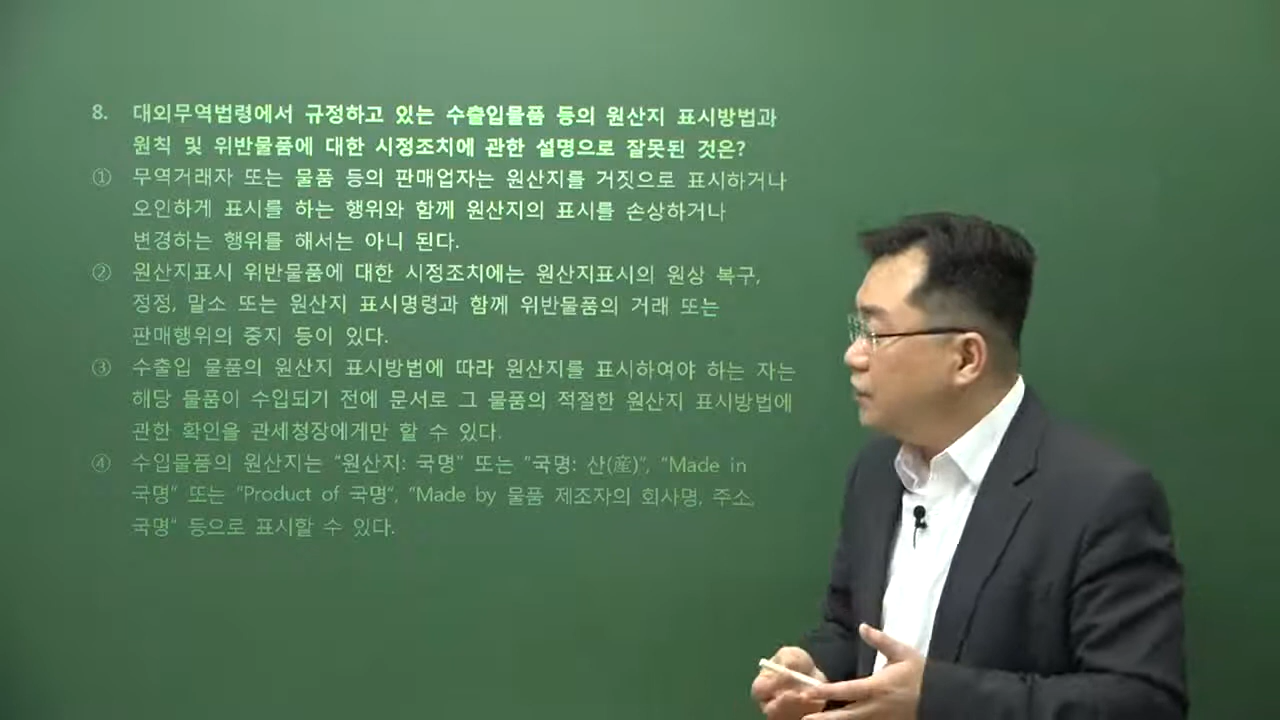 8. 대외무역법령에서 규정하고 있는 수출입물품 등의 원산지 표시방법과
원칙 및 위반물품에 대한 시정조치에 관한 설명으로 잘못된 것은?
① 무역거래자 또는 물품 등의 판매업자는 원산지를 거짓으로 표시하거나
오인하게 표시를 하는 행위와 함께 원산지의 표시를 손상하거나
변경하는 행위를 해서는 아니 된다.
② 원산지표시 위반물품에 대한 시정조치에는 원산지표시의 원상 복구,
정정, 말소 또는 원산지 표시명령과 함께 위반물품의 거래 또는
판매행위의 중지 등이 있다.
③ 수출입 물품의 원산지 표시방법에 따라 원산지를 표시하여야 하는 자는
해당 물품이 수입되기 전에 문서로 그 물품의 적절한 원산지 표시방법에
관한 확인을 관세청장에게만 할 수 있다.
④ 수입물품의 원산지는 "원산지: 국명" 또는 "국명: 산(産)", "Made in
국명" 또는 "Product of 국명", "Made by 물품 제조자의 회사명, 주소,
국명" 등으로 표시할 수 있다.